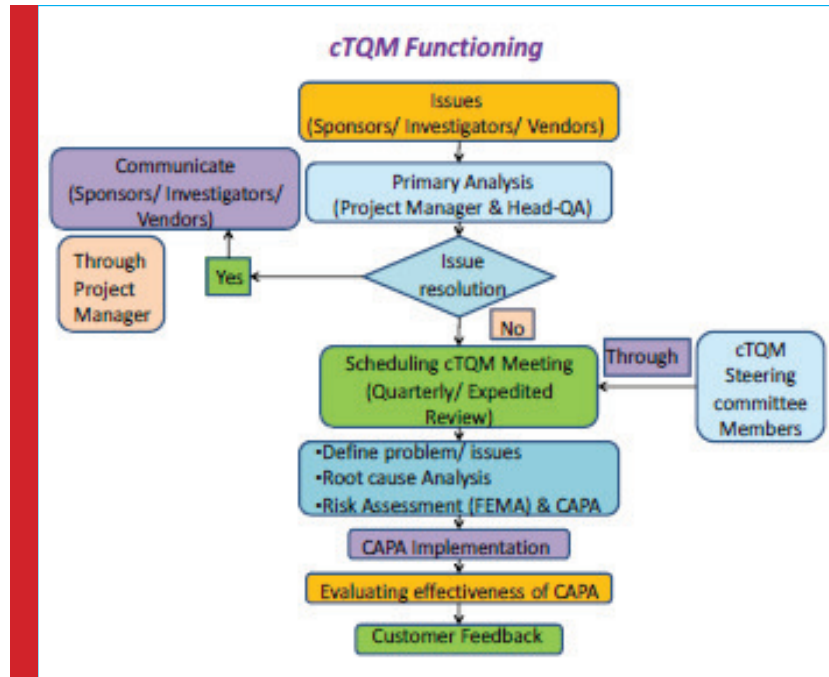 cTQM Functioning
Issues
(Sponsors/ Investigators/ Vendors)
Communicate
(Sponsors/ Investigators/
Vendors)
Primary Analysis
(Project Manager & Head-QA)
Through
Project
Manager
Yes
Issue
resolution
No
Scheduling cTQM Meeting
(Quarterly/ Expedited
Review)
Through
cTQM
Steering
committee
Members
•Define problem/ issues
•Root cause Analysis
•Risk Assessment (FEMA) & CAPA
CAPA Implementation
Evaluating effectiveness of CAPA
Customer Feedback